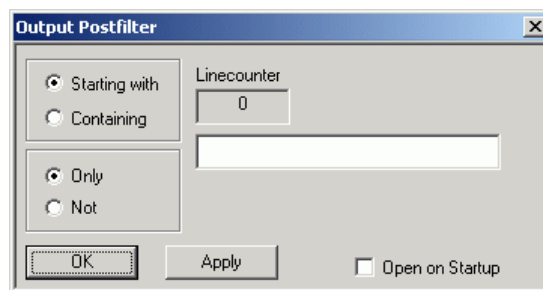 Output Postfilter
Starting with
Containing
Linecounter
0
Only
Not
OK
Apply
Open on Startup